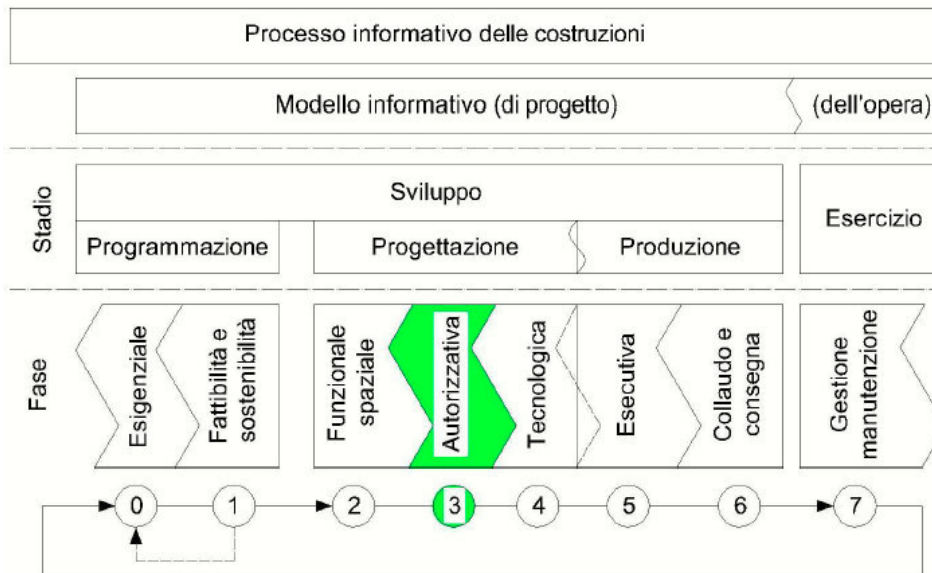 Processo informativo delle costruzioni
Modello informativo (di progetto)
(dell'opera)
Stadio
Sviluppo
Esercizio
Programmazione
Progettazione
Produzione
Fase
Esigenziale
Fattibilità e
sostenibilità
Funzionale
spaziale
Autorizzativa
Tecnologica
Esecutiva
Collaudo e
consegna
Gestione
manutenzione
0
1
2
3
4
5
6
7